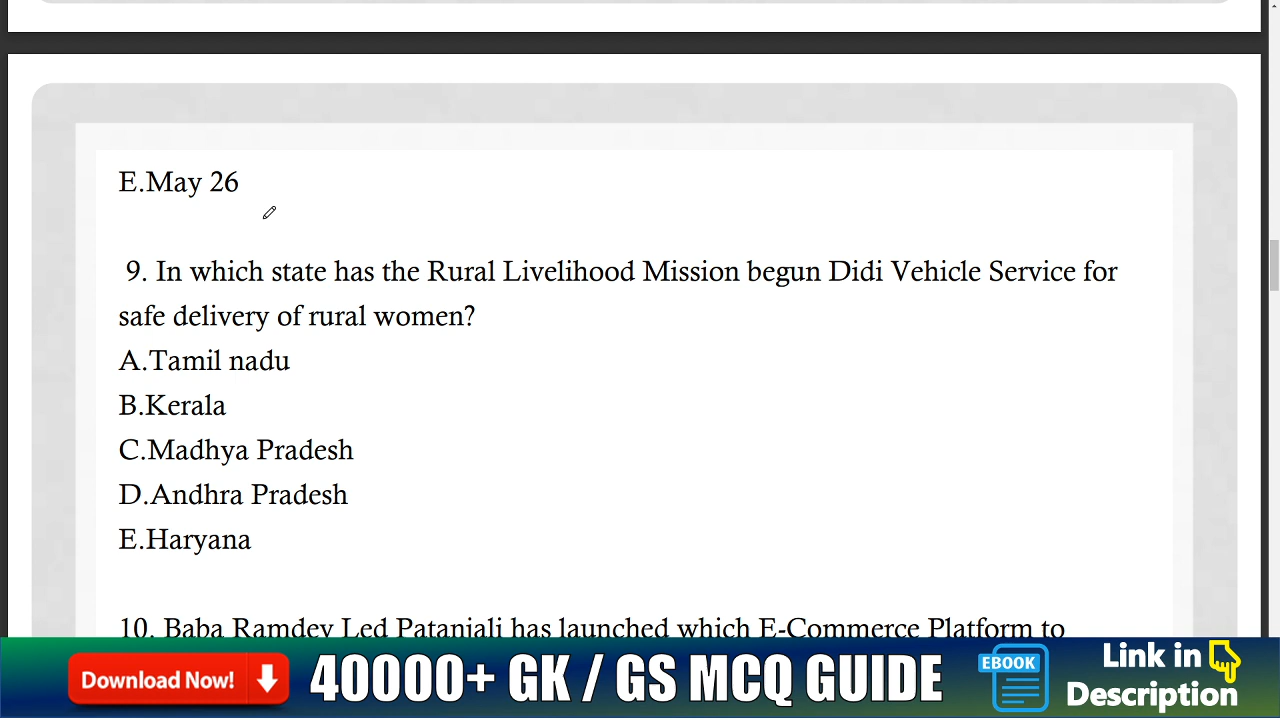 E.May 26
9. In which state has the Rural Livelihood Mission begun Didi Vehicle Service for
safe delivery of rural women?
A.Tamil nadu
B.Kerala
C.Madhya Pradesh
D.Andhra Pradesh
E.Haryana
10. Baba Ramdev Led Patanjali has launched which E-Commerce Platform to
Download Now!
40000+ GK / GS MCQ GUIDE
EBOOK
Link in
Description